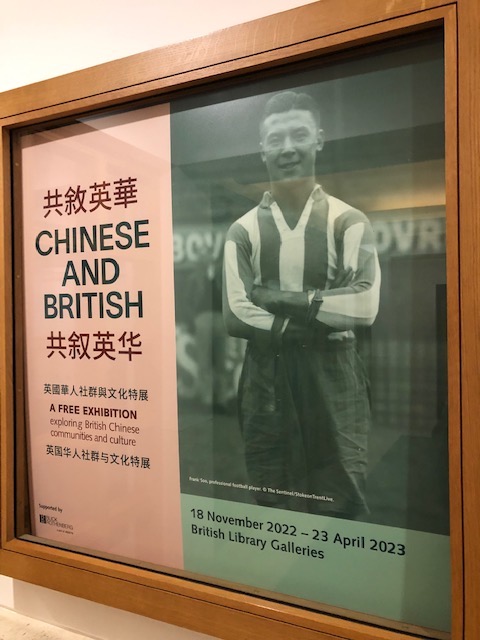 共敘英華
CHINESE
AND
BRITISH
共叙英华
英國華人社群與文化特展
A FREE EXHIBITION
exploring British Chinese
communities and culture
英国华人社群与文化特展
Supported by
BOV
OVR
Frank Soo, professional football player. © The Sentinel/StokeonTrentLive.
18 November 2022 – 23 April 2023
British Library Galleries